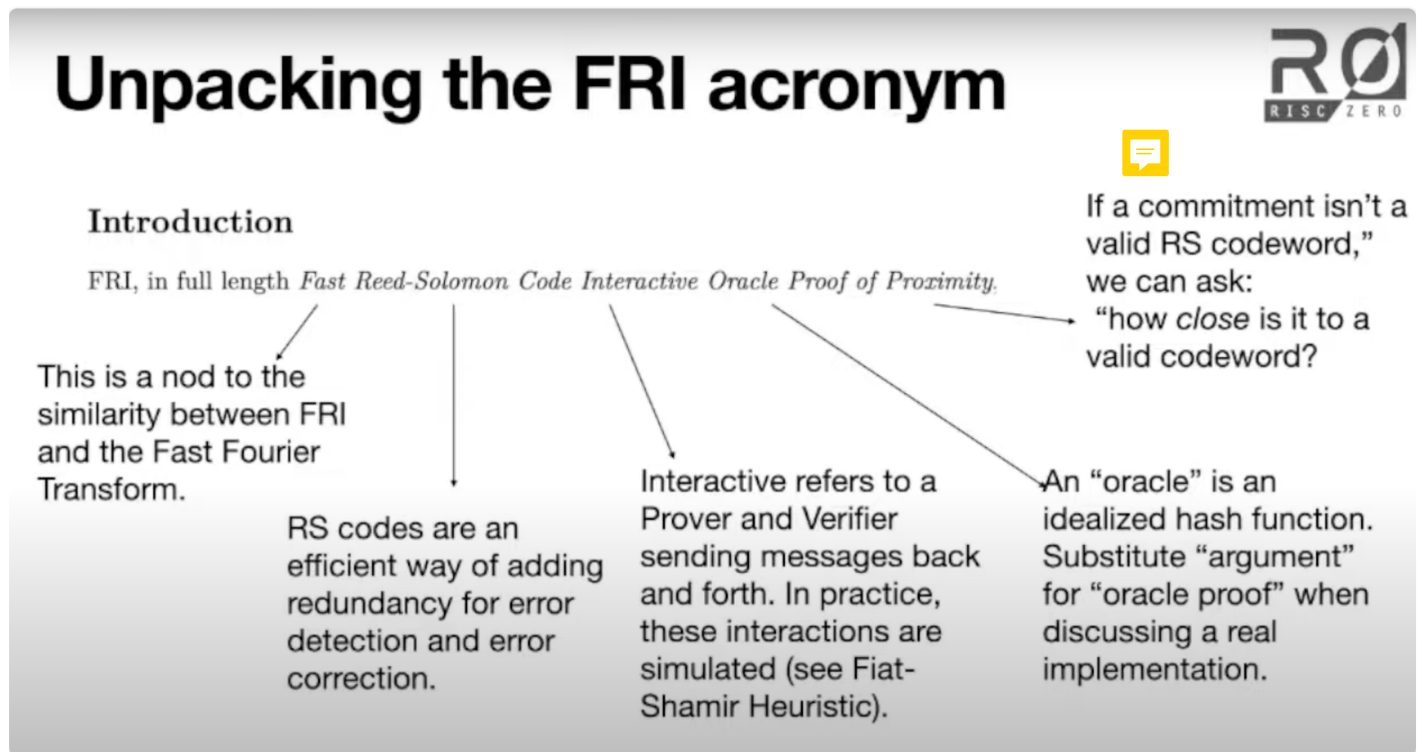 Unpacking the FRI acronym
RISC ZERO
Introduction
FRI, in full length Fast Reed-Solomon Code Interactive Oracle Proof of Proximity.
If a commitment isn’t a
valid RS codeword,”
we can ask:
“how close is it to a
valid codeword?
This is a nod to the
similarity between FRI
and the Fast Fourier
Transform.
RS codes are an
efficient way of adding
redundancy for error
detection and error
correction.
Interactive refers to a
Prover and Verifier
sending messages back
and forth. In practice,
these interactions are
simulated (see Fiat-
Shamir Heuristic).
An “oracle” is an
idealized hash function.
Substitute “argument”
for “oracle proof” when
discussing a real
implementation.